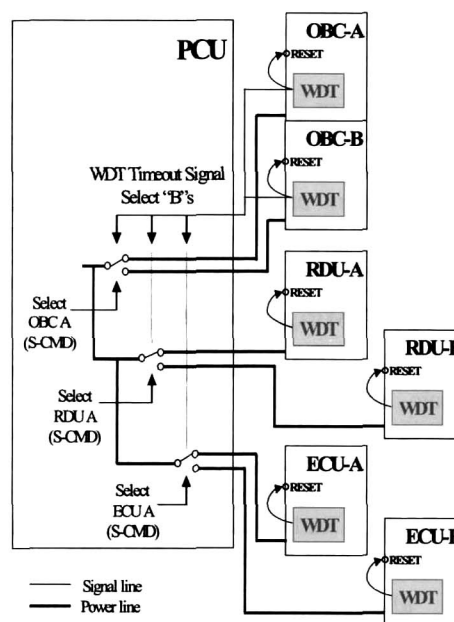 PCU
OBC-A
RESET
WDT
OBC-B
RESET
WDT
WDT Timeout Signal
Select "B"s
Select
OBC A
(S-CMD)
RDU-A
RESET
WDT
Select
RDU A
(S-CMD)
RESET
WDT
ECU-A
RESET
WDT
Select
ECU A
(S-CMD)
RESET
WDT
Signal line
Power line